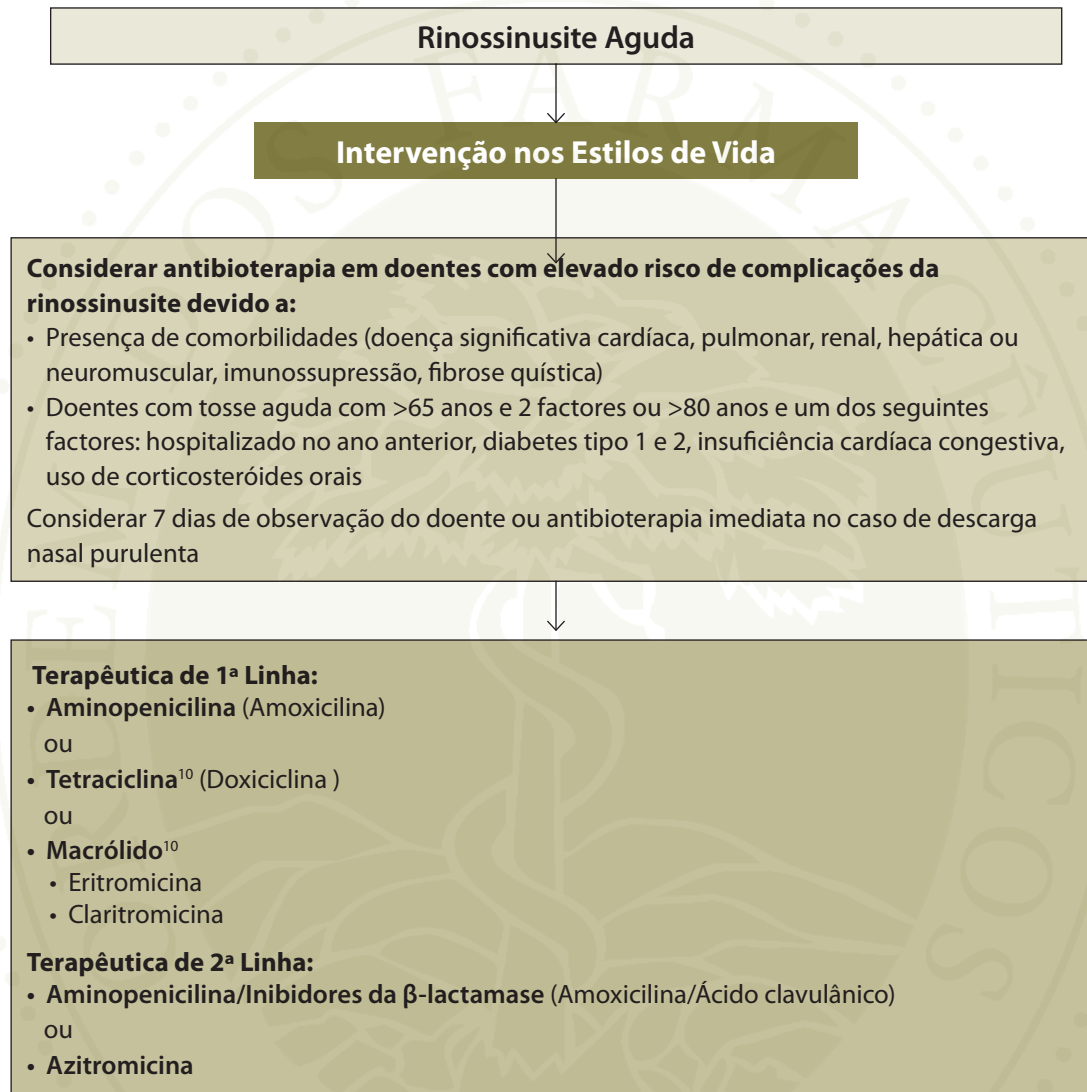 Rinossinusite Aguda
Intervenção nos Estilos de Vida
Considerar antibioterapia em doentes com elevado risco de complicações da
rinossinusite devido a:
• Presença de comorbilidades (doença significativa cardíaca, pulmonar, renal, hepática ou
neuromuscular, imunossupressão, fibrose quística)
• Doentes com tosse aguda com >65 anos e 2 factores ou >80 anos e um dos seguintes
factores: hospitalizado no ano anterior, diabetes tipo 1 e 2, insuficiência cardíaca congestiva,
uso de corticosteróides orais
Considerar 7 dias de observação do doente ou antibioterapia imediata no caso de descarga
nasal purulenta
Terapêutica de 1ª Linha:
• Aminopenicilina (Amoxicilina)
ou
• Tetraciclina¹⁰ (Doxiciclina )
ou
• Macrólido¹⁰
• Eritromicina
• Claritromicina
Terapêutica de 2ª Linha:
• Aminopenicilina/Inibidores da β-lactamase (Amoxicilina/Ácido clavulânico)
ou
• Azitromicina
ORDEM DOS FARMACÊUTICOS